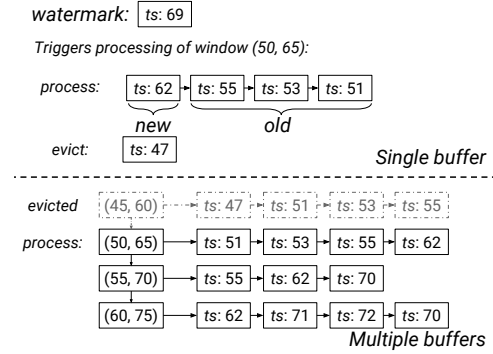 watermark: ts: 69
Triggers processing of window (50, 65):
process: ts: 62 ts: 55 ts: 53 ts: 51
new old
evict: ts: 47
Single buffer
evicted (45, 60) ts: 47 ts: 51 ts: 53 ts: 55
process: (50, 65) ts: 51 ts: 53 ts: 55 ts: 62
(55, 70) ts: 55 ts: 62 ts: 70
(60, 75) ts: 62 ts: 71 ts: 72 ts: 70
Multiple buffers